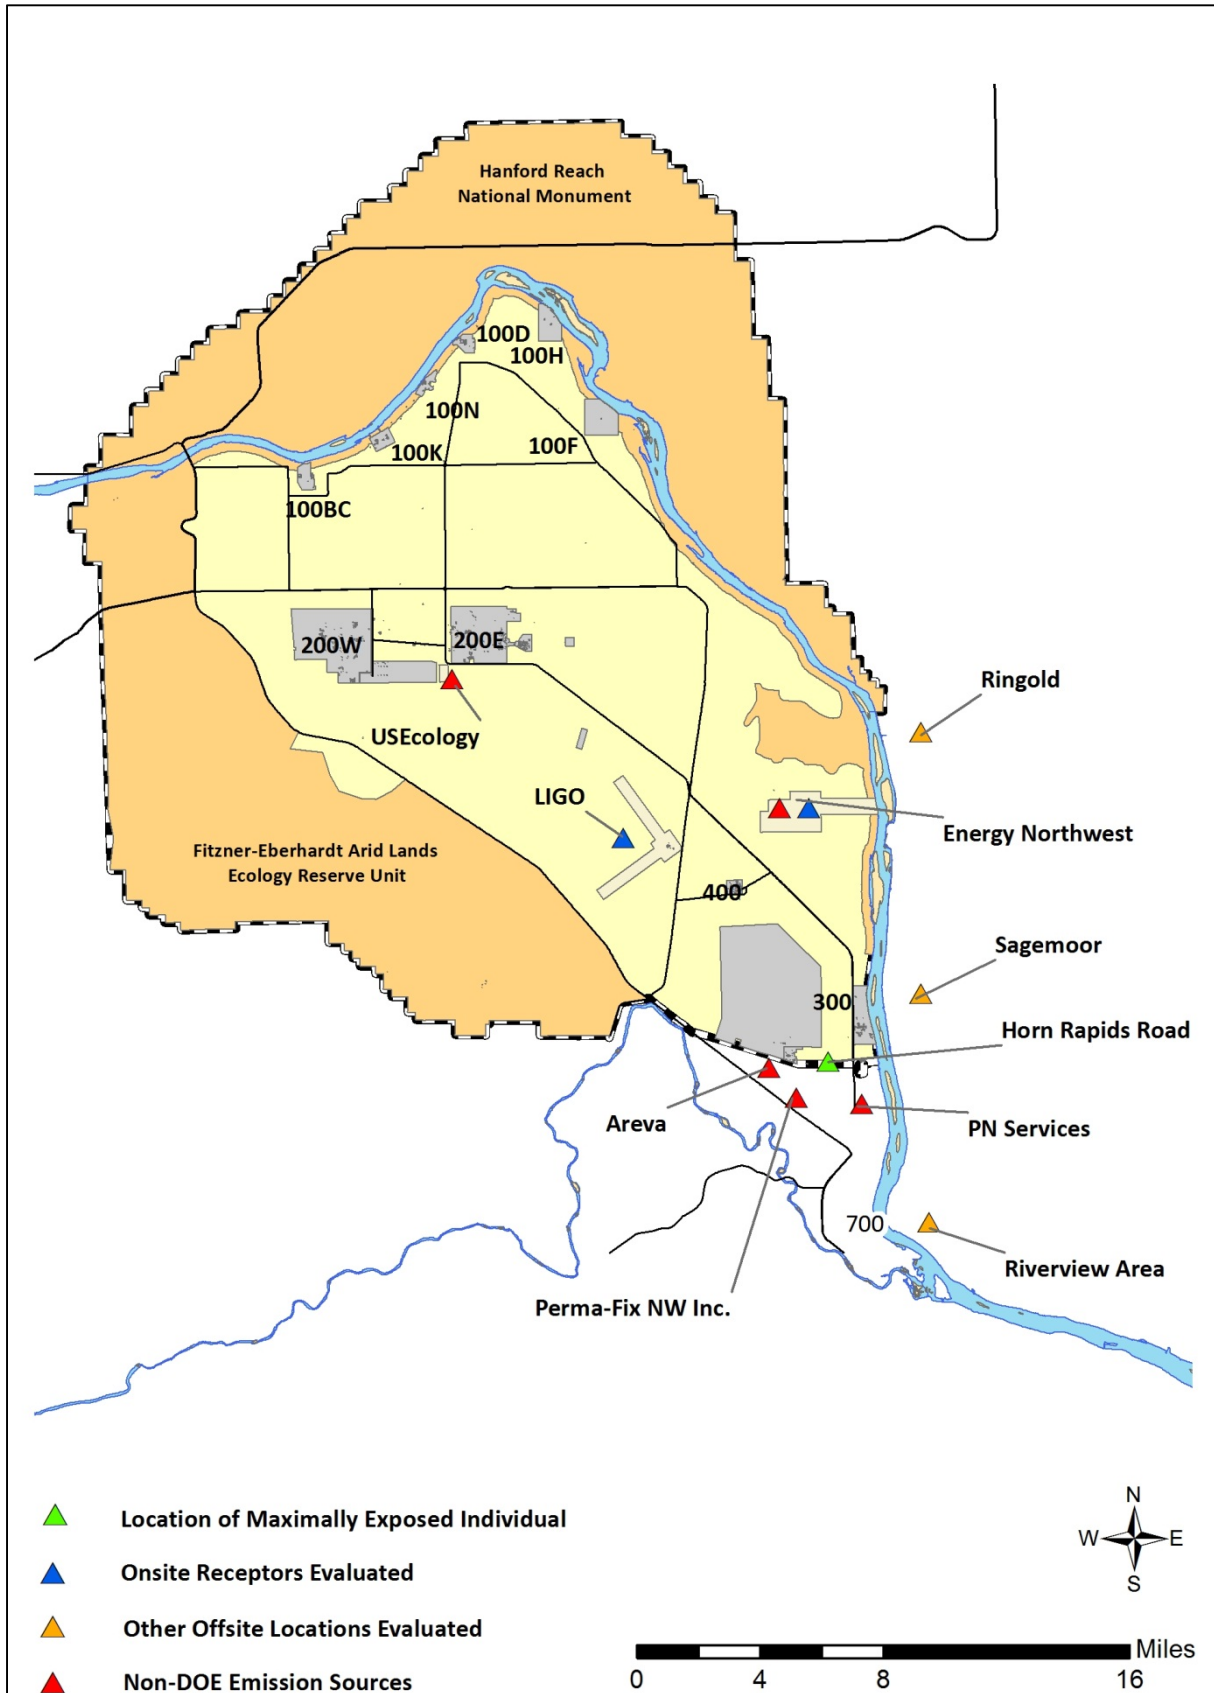 Hanford Reach
National Monument
100D
100H
100N
100F
100K
100BC
200W
200E
Ringold
USEcology
LIGO
Energy Northwest
Fitzner-Eberhardt Arid Lands
Ecology Reserve Unit
400
Sagemoor
300
Horn Rapids Road
Areva
PN Services
700
Riverview Area
Perma-Fix NW Inc.
N
W E
S
Location of Maximally Exposed Individual
Onsite Receptors Evaluated
Other Offsite Locations Evaluated
Non-DOE Emission Sources
Miles
0 4 8 16